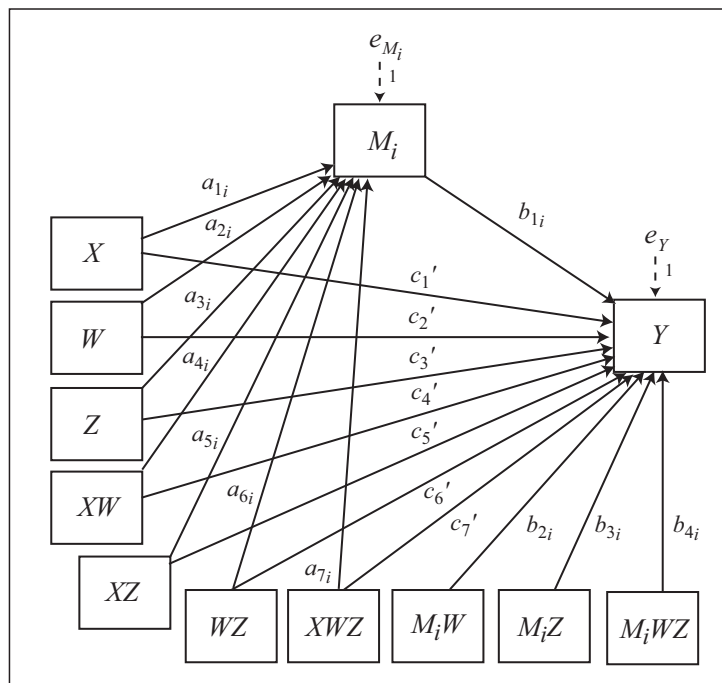 e_{M_i}
1
M_i
a_{1i}
a_{2i}
b_{1i}
X
e_Y
1
c_1'
a_{3i}
W
c_2'
Y
a_{4i}
c_3'
Z
c_4'
a_{5i}
c_5'
XW
a_{6i}
c_6'
c_7'
b_{2i}
b_{3i}
b_{4i}
XZ
a_{7i}
WZ
XWZ
M_iW
M_iZ
M_iWZ